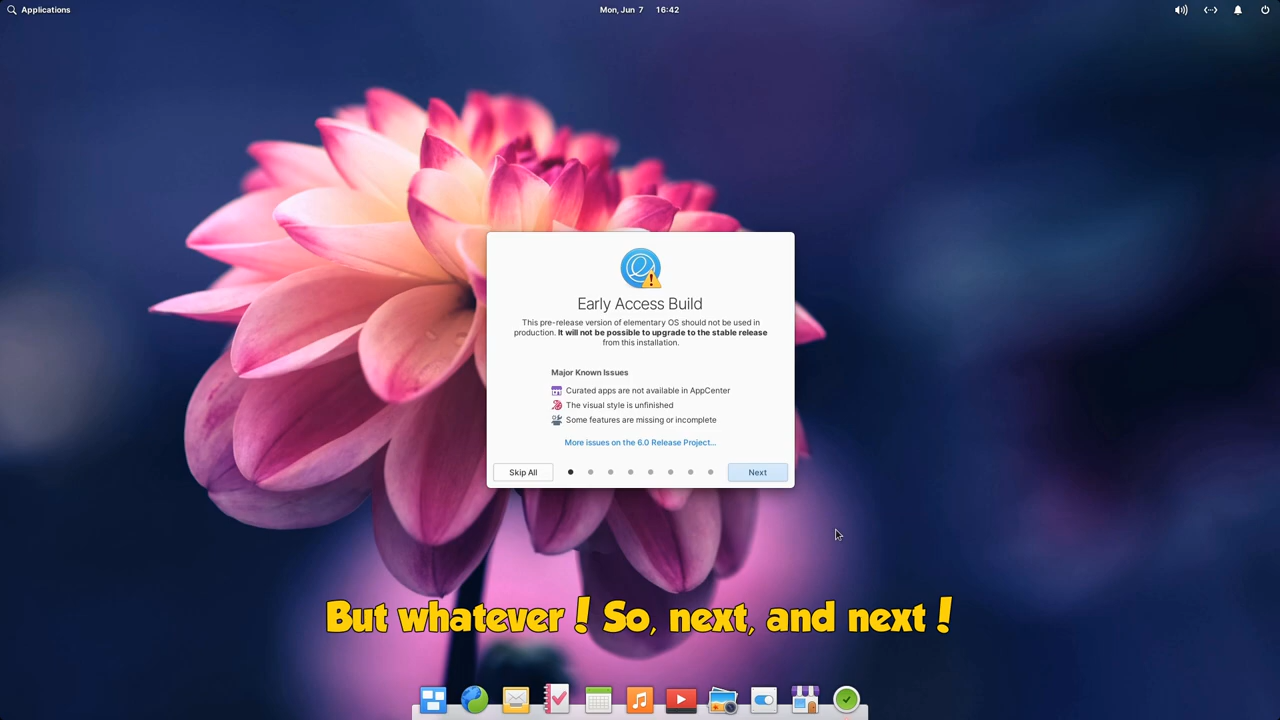 Applications
Mon, Jun 7 16:42
Early Access Build
This pre-release version of elementary OS should not be used in
production. It will not be possible to upgrade to the stable release
from this installation.
Major Known Issues
Curated apps are not available in AppCenter
The visual style is unfinished
Some features are missing or incomplete
More issues on the 6.0 Release Project...
Skip All
Next
But whatever! So, next, and next!